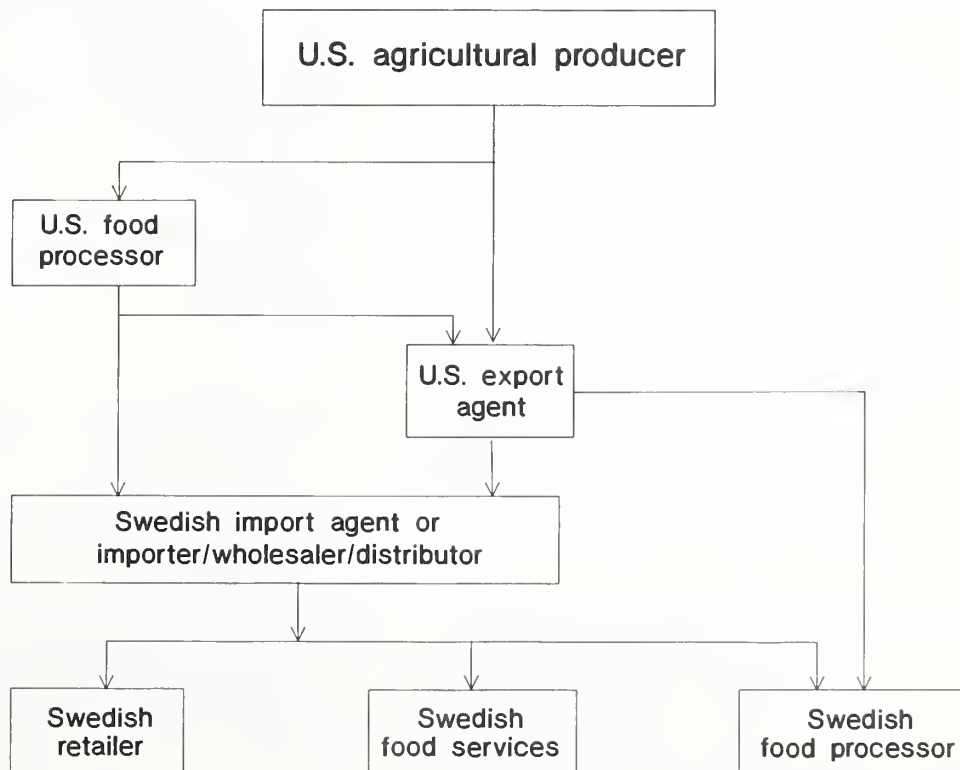 U.S. agricultural producer
U.S. food
processor
U.S. export
agent
Swedish import agent or
importer/wholesaler/distributor
Swedish
retailer
Swedish
food services
Swedish
food processor